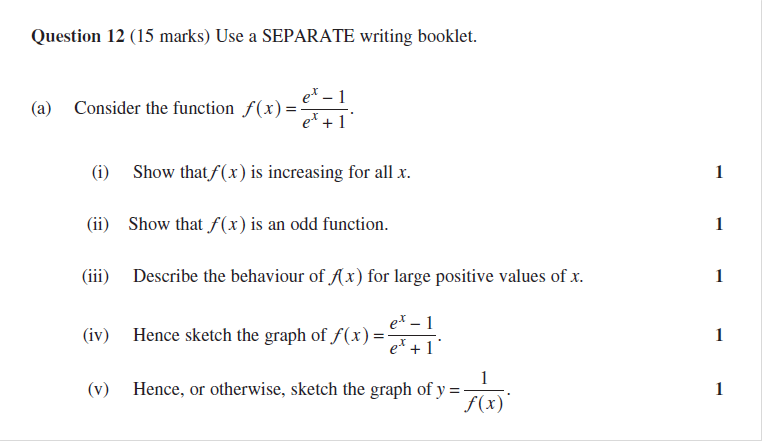 Question 12 (15 marks) Use a SEPARATE writing booklet.
(a) Consider the function f(x) = (e^x – 1)/(e^x + 1).
(i) Show that f(x) is increasing for all x. 1
(ii) Show that f(x) is an odd function. 1
(iii) Describe the behaviour of f(x) for large positive values of x. 1
(iv) Hence sketch the graph of f(x) = (e^x – 1)/(e^x + 1). 1
(v) Hence, or otherwise, sketch the graph of y = 1/f(x). 1